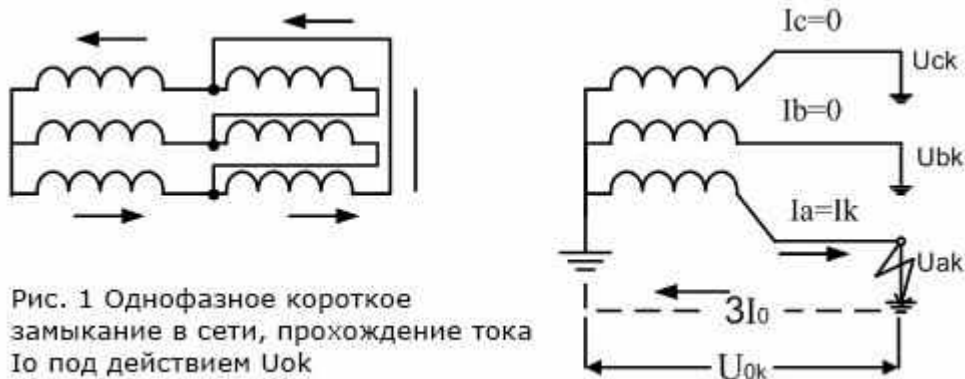 Ic=0
Uck
Ib=0
Ubk
Ia=Ik
Uak
3I0
U0k
Рис. 1 Однофазное короткое
замыкание в сети, прохождение тока
Io под действием Uok